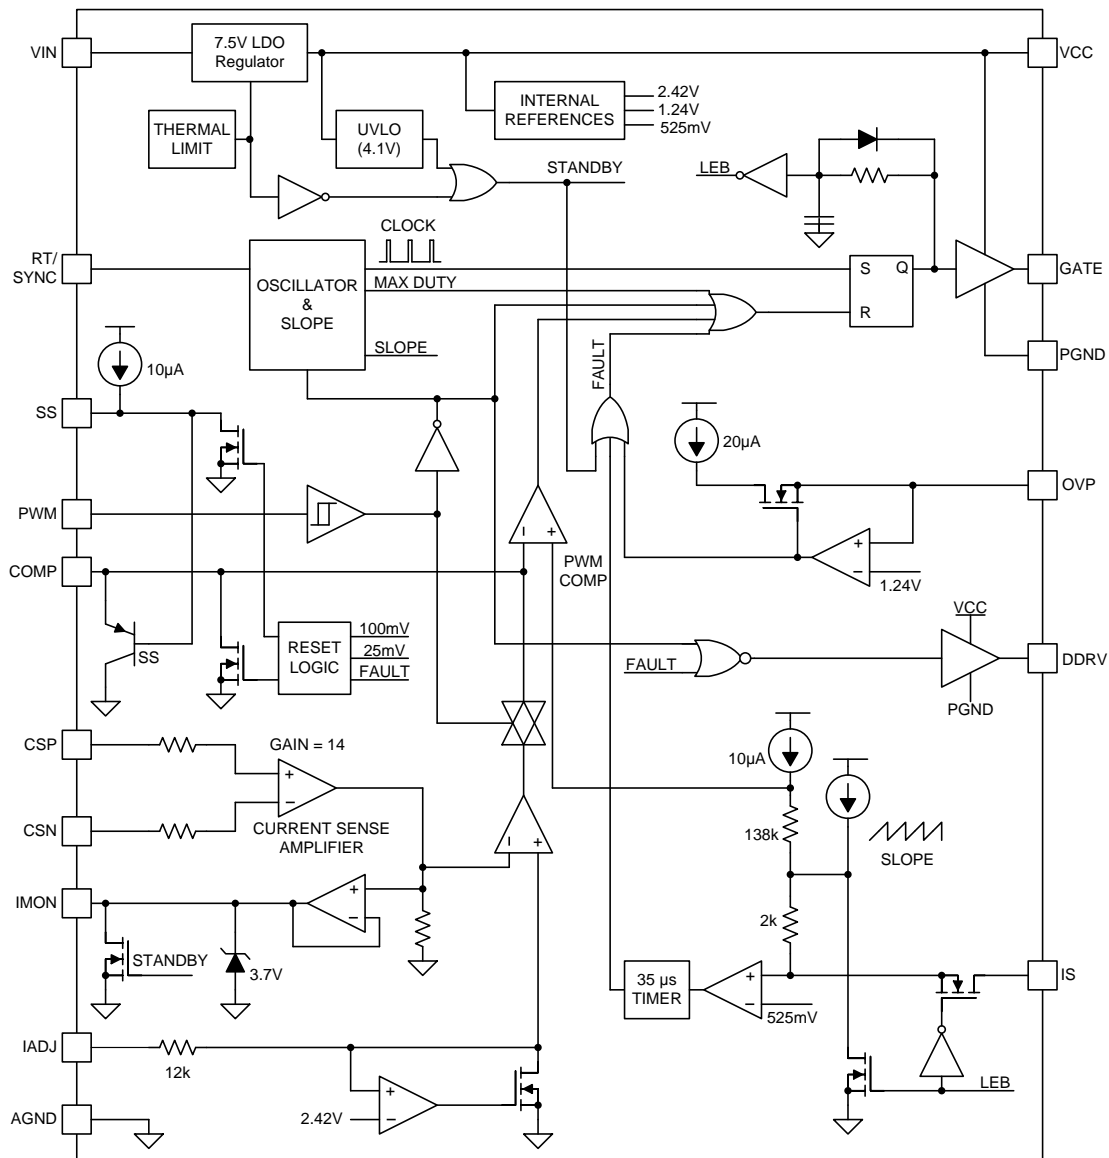 VIN
7.5V LDO
Regulator
VCC
THERMAL
LIMIT
UVLO
(4.1V)
INTERNAL
REFERENCES
2.42V
1.24V
525mV
STANDBY
LEB
RT/
SYNC
OSCILLATOR
&
SLOPE
CLOCK
MAX DUTY
SLOPE
S
Q
R
GATE
PGND
10µA
FAULT
SS
20µA
OVP
PWM
+
PWM
COMP
+
−
1.24V
COMP
−
SS
RESET
LOGIC
100mV
25mV
FAULT
FAULT
VCC
DDRV
PGND
CSP
GAIN = 14
+
−
CSN
CURRENT SENSE
AMPLIFIER
−
+
10µA
138k
SLOPE
IMON
+
−
2k
STANDBY
3.7V
35 µs
TIMER
+
−
525mV
IS
IADJ
12k
+
−
2.42V
LEB
AGND